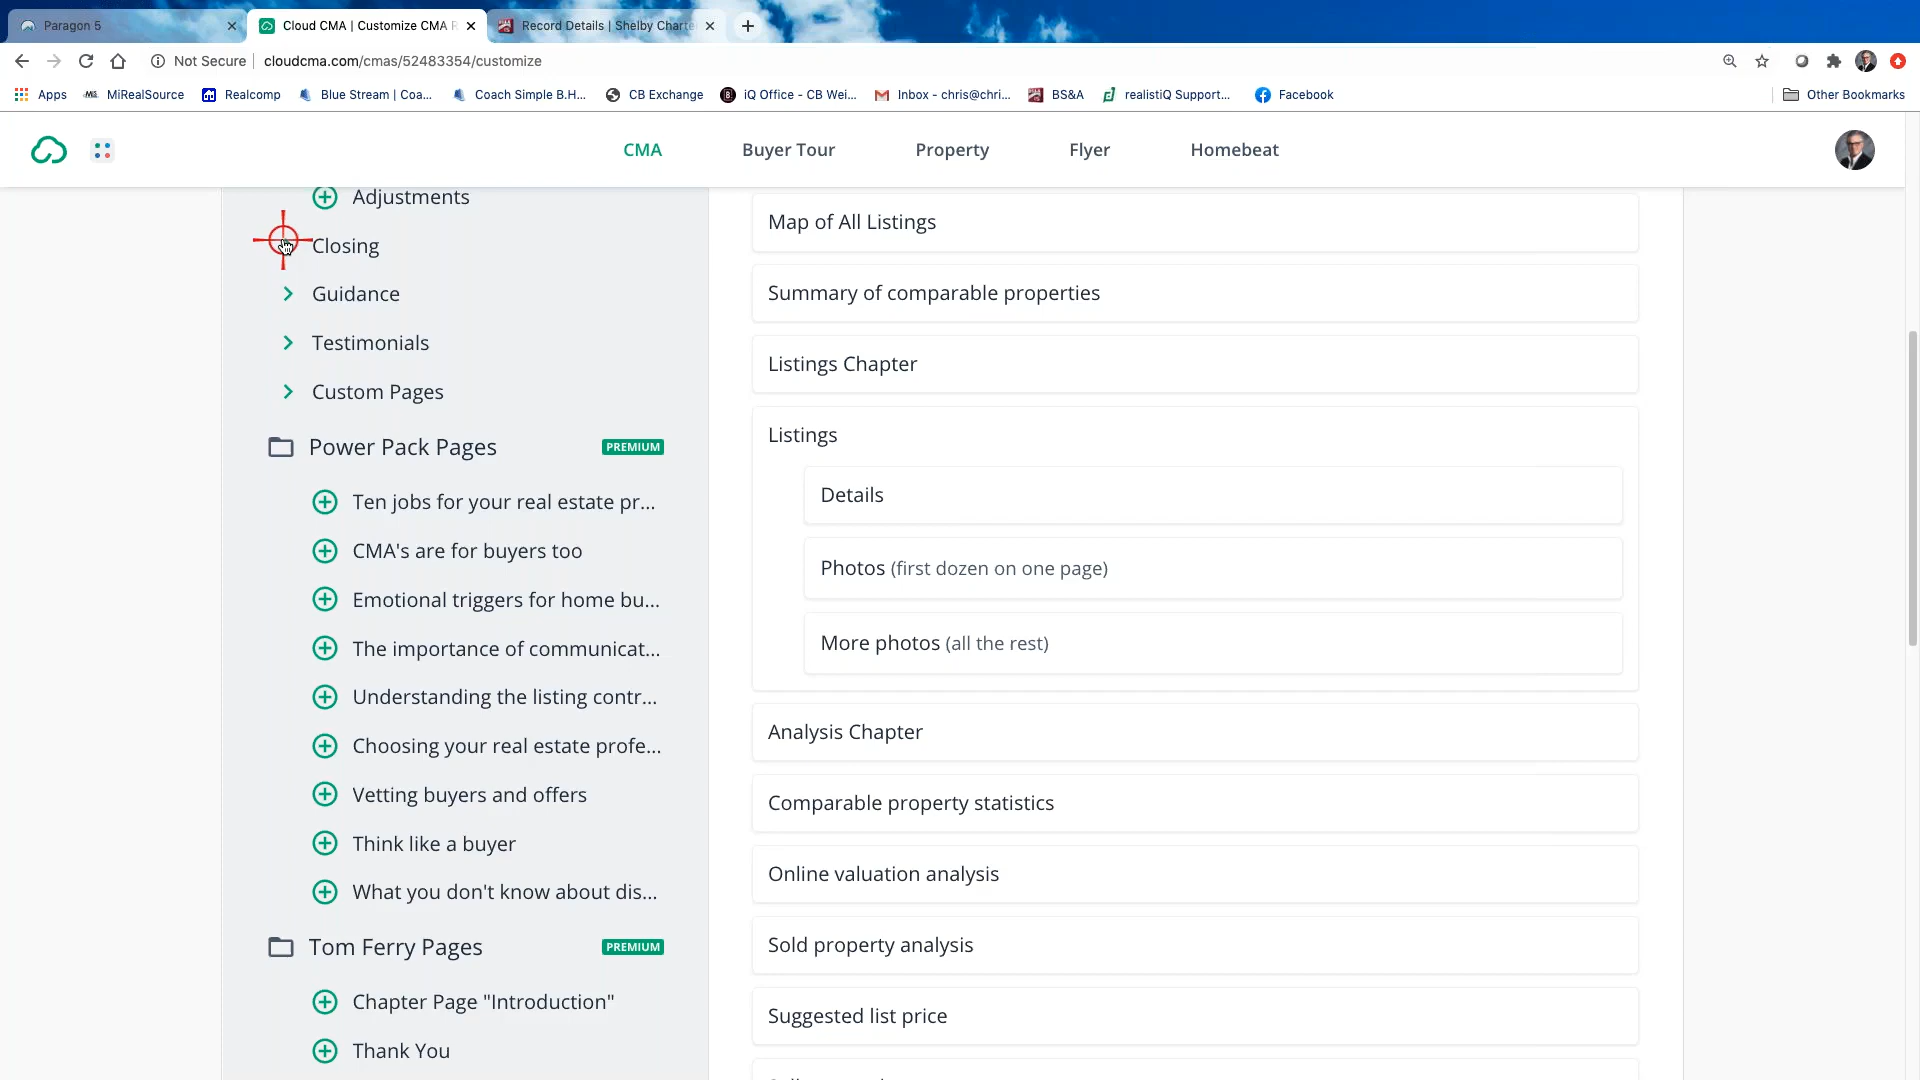 Paragon 5
Cloud CMA | Customize CMA R
Record Details | Shelby Charte
Not Secure
cloudcma.com/cmas/52483354/customize
Apps
MiRealSource
Realcomp
Blue Stream | Coa...
Coach Simple B.H...
CB Exchange
iQ Office - CB Wei...
Inbox - chris@chri...
BS&A
realistiQ Support...
Facebook
Other Bookmarks
CMA
Buyer Tour
Property
Flyer
Homebeat
Adjustments
Closing
Guidance
Testimonials
Custom Pages
Power Pack Pages PREMIUM
Ten jobs for your real estate pr...
CMA's are for buyers too
Emotional triggers for home bu...
The importance of communicat...
Understanding the listing contr...
Choosing your real estate profe...
Vetting buyers and offers
Think like a buyer
What you don't know about dis...
Tom Ferry Pages PREMIUM
Chapter Page "Introduction"
Thank You
Map of All Listings
Summary of comparable properties
Listings Chapter
Listings
Details
Photos (first dozen on one page)
More photos (all the rest)
Analysis Chapter
Comparable property statistics
Online valuation analysis
Sold property analysis
Suggested list price